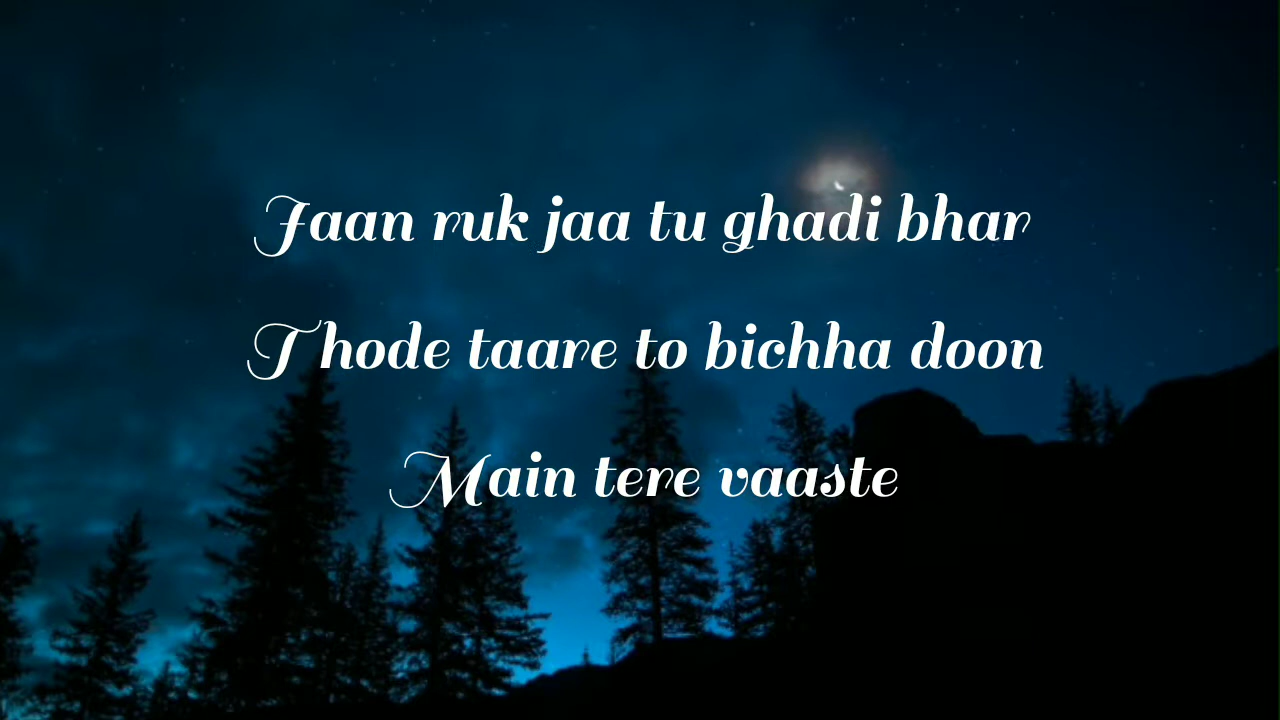 Jaan ruk jaa tu ghadi bhar
Thode taare to bichha doon
Main tere vaaste